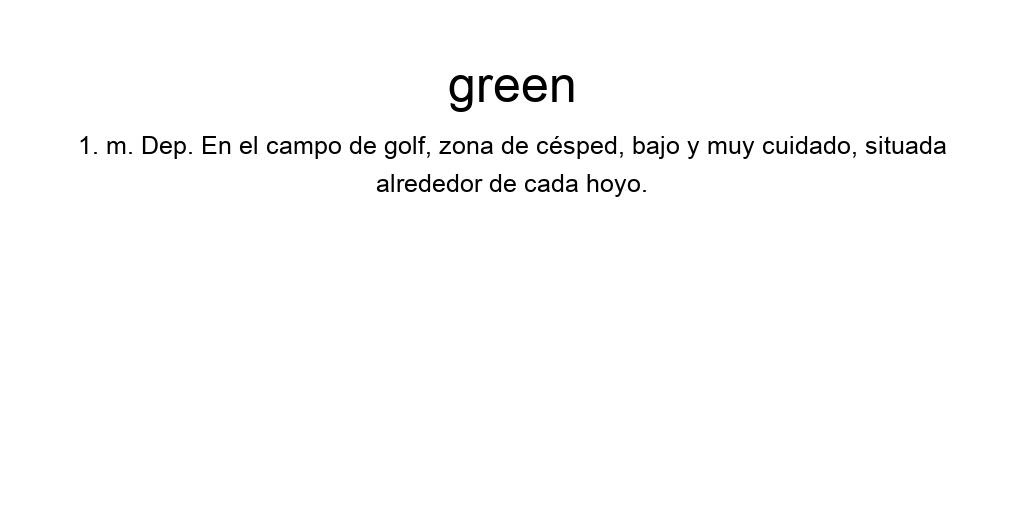 green
1. m. Dep. En el campo de golf, zona de césped, bajo y muy cuidado, situada
alrededor de cada hoyo.